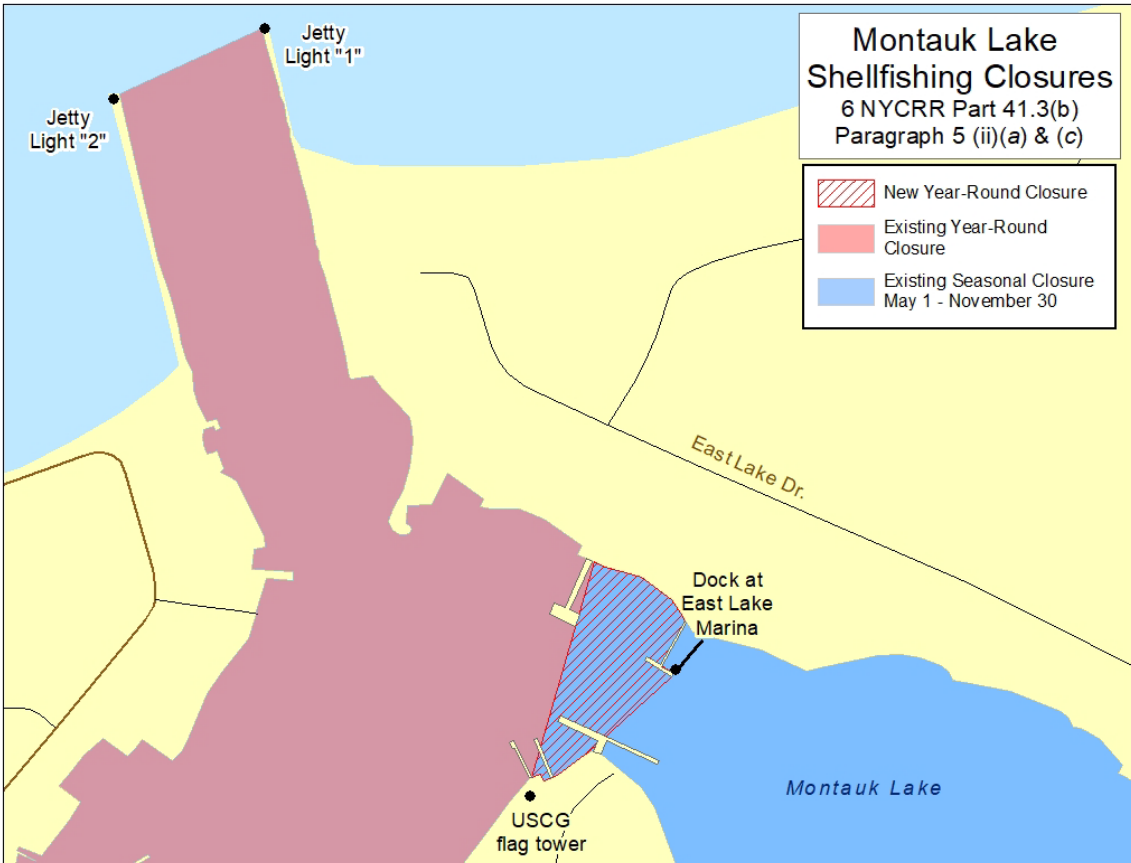 Jetty
Light "1"
Jetty
Light "2"
Montauk Lake
Shellfishing Closures
6 NYCRR Part 41.3(b)
Paragraph 5 (ii)(a) & (c)
New Year-Round Closure
Existing Year-Round
Closure
Existing Seasonal Closure
May 1 - November 30
East Lake Dr.
Dock at
East Lake
Marina
Montauk Lake
USCG
flag tower